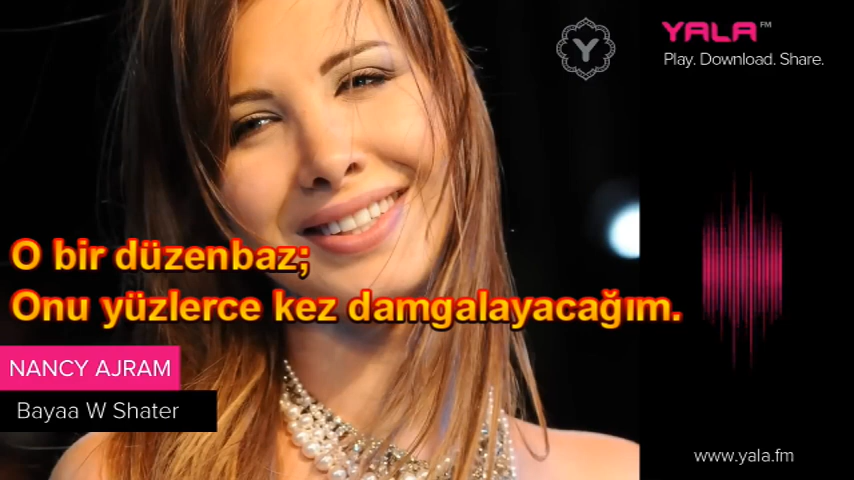 YALA FM
Play. Download. Share.
Y
O bir düzenbaz;
Onu yüzlerce kez damgalayacağım.
NANCY AJRAM
Bayaa W Shater
www.yala.fm